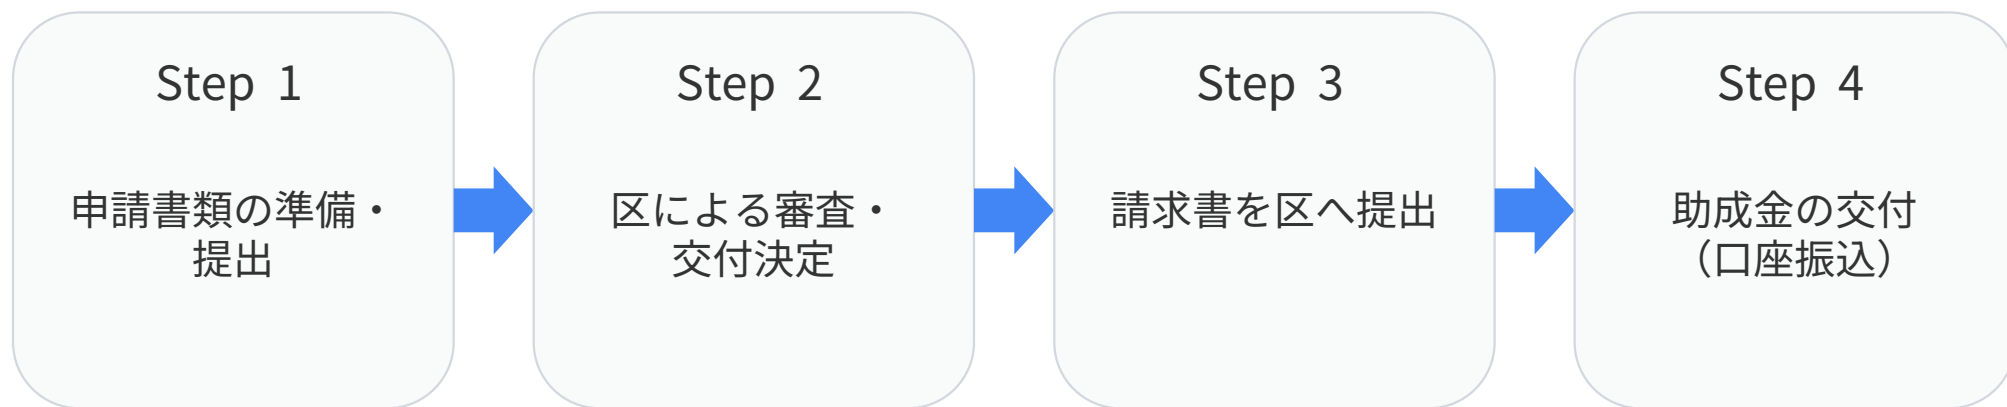 Step 1
申請書類の準備・
提出
Step 2
区による審査・
交付決定
Step 3
請求書を区へ提出
Step 4
助成金の交付
（口座振込）